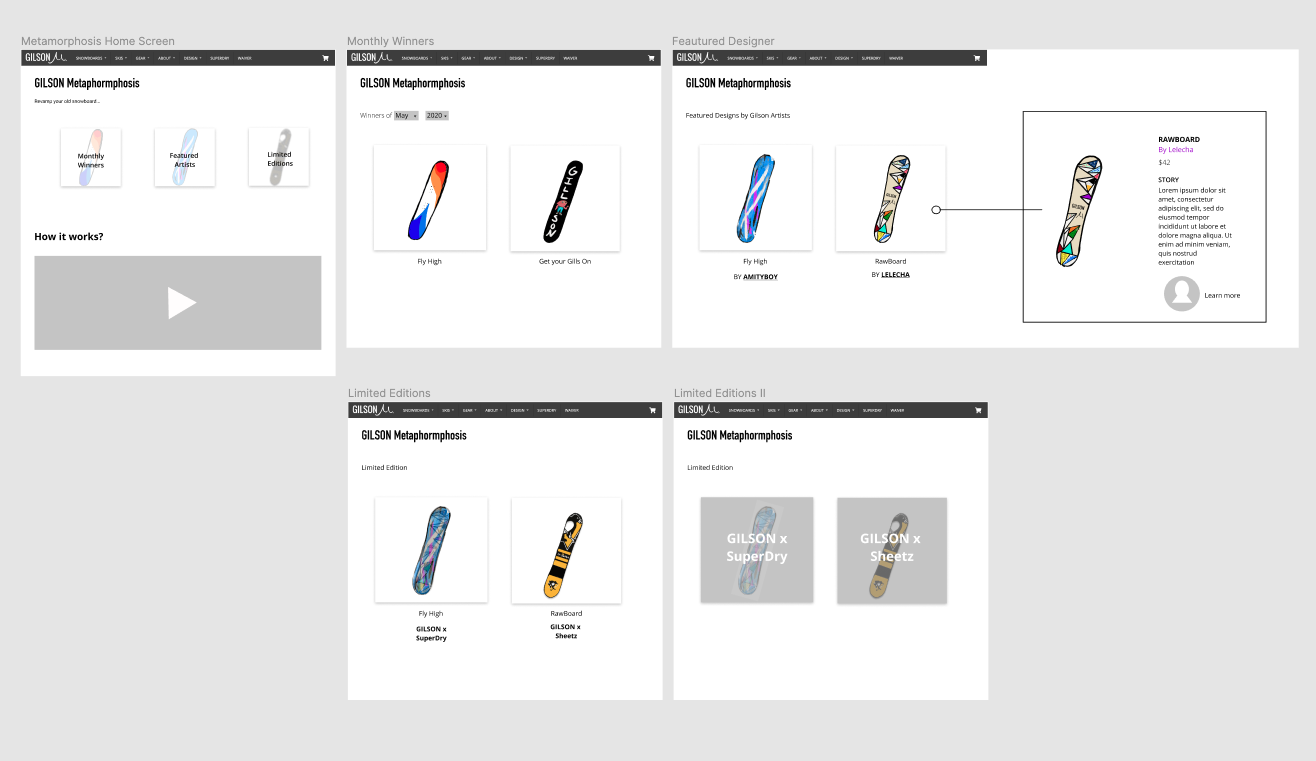 Metamorphosis Home Screen
GILSON
SNOWBOARDS SKIS GEAR ABOUT DESIGN SUPERDRY WAIVER
GILSON Metaphormphosis
Revamp your old snowboard...
Monthly
Winners
Featured
Artists
Limited
Editions
How it works?
Monthly Winners
GILSON
SNOWBOARDS SKIS GEAR ABOUT DESIGN SUPERDRY WAIVER
GILSON Metaphormphosis
Winners of May 2020
GILLSON
Fly High
Get your Gills On
Feautured Designer
GILSON
SNOWBOARDS SKIS GEAR ABOUT DESIGN SUPERDRY WAIVER
GILSON Metaphormphosis
Featured Designs by Gilson Artists
GILSON
Fly High
BY AMITYBOY
RawBoard
BY LELECHA
GILSON
RAWBOARD
By Lelecha
$42
STORY
Lorem ipsum dolor sit
amet, consectetur
adipiscing elit, sed do
eiusmod tempor
incididunt ut labore et
dolore magna aliqua. Ut
enim ad minim veniam,
quis nostrud
exercitation
Learn more
Limited Editions
GILSON
SNOWBOARDS SKIS GEAR ABOUT DESIGN SUPERDRY WAIVER
GILSON Metaphormphosis
Limited Edition
Fly High
GILSON x
SuperDry
RawBoard
GILSON x
Sheetz
Limited Editions II
GILSON
SNOWBOARDS SKIS GEAR ABOUT DESIGN SUPERDRY WAIVER
GILSON Metaphormphosis
Limited Edition
GILSON x
SuperDry
GILSON x
Sheetz